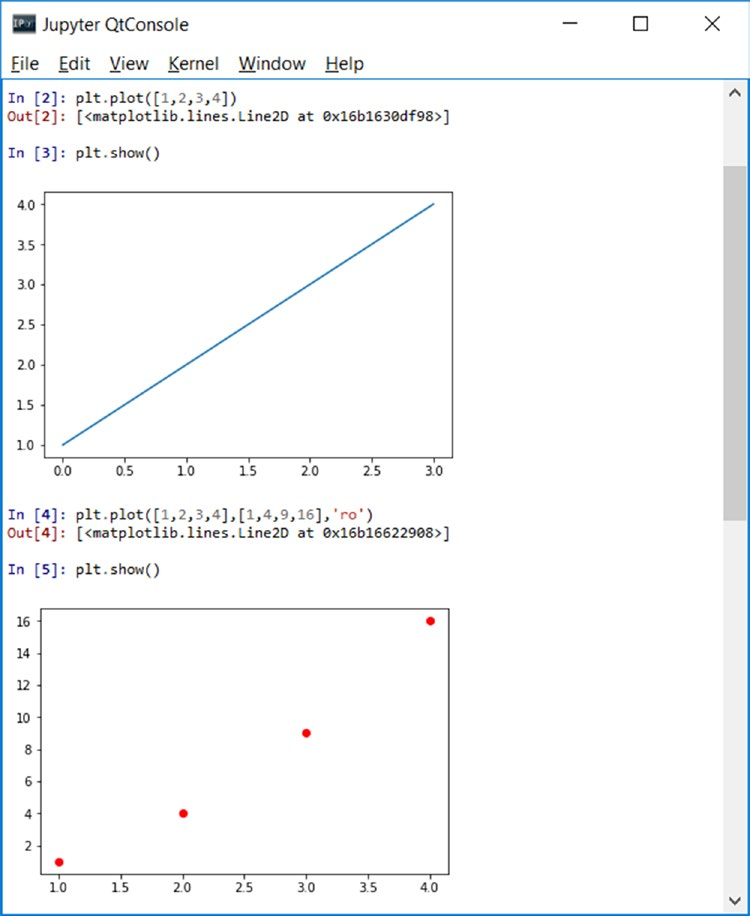 IPy
Jupyter QtConsole
File Edit View Kernel Window Help
In [2]: plt.plot([1,2,3,4])
Out[2]: [<matplotlib.lines.Line2D at 0x16b1630df98>]
In [3]: plt.show()
4.0
3.5
3.0
2.5
2.0
1.5
1.0
0.0 0.5 1.0 1.5 2.0 2.5 3.0
In [4]: plt.plot([1,2,3,4],[1,4,9,16],'ro')
Out[4]: [<matplotlib.lines.Line2D at 0x16b16622908>]
In [5]: plt.show()
16
14
12
10
8
6
4
2
1.0 1.5 2.0 2.5 3.0 3.5 4.0